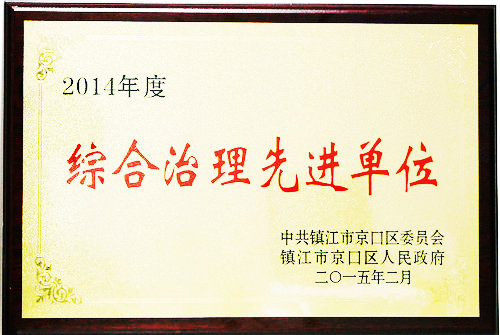 2014年度
综合治理先进单位
中共镇江市京口区委员会
镇江市京口区人民政府
二〇一五年二月